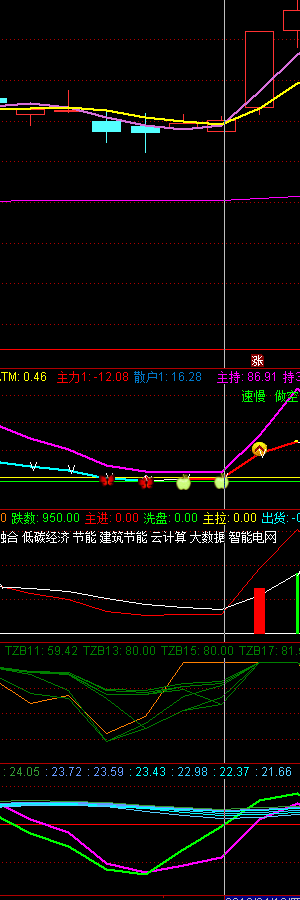 涨
ATM: 0.46 主力1: -12.08 散户1: 16.28 主持: 86.91 持3
速慢 做空
0 跌数: 950.00 主进: 0.00 洗盘: 0.00 主拉: 0.00 出货: -0
融合 低碳经济 节能 建筑节能 云计算 大数据 智能电网
TZB11: 59.42 TZB13: 80.00 TZB15: 80.00 TZB17: 81.
: 24.05 : 23.72 : 23.59 : 23.43 : 22.98 : 22.37 : 21.66